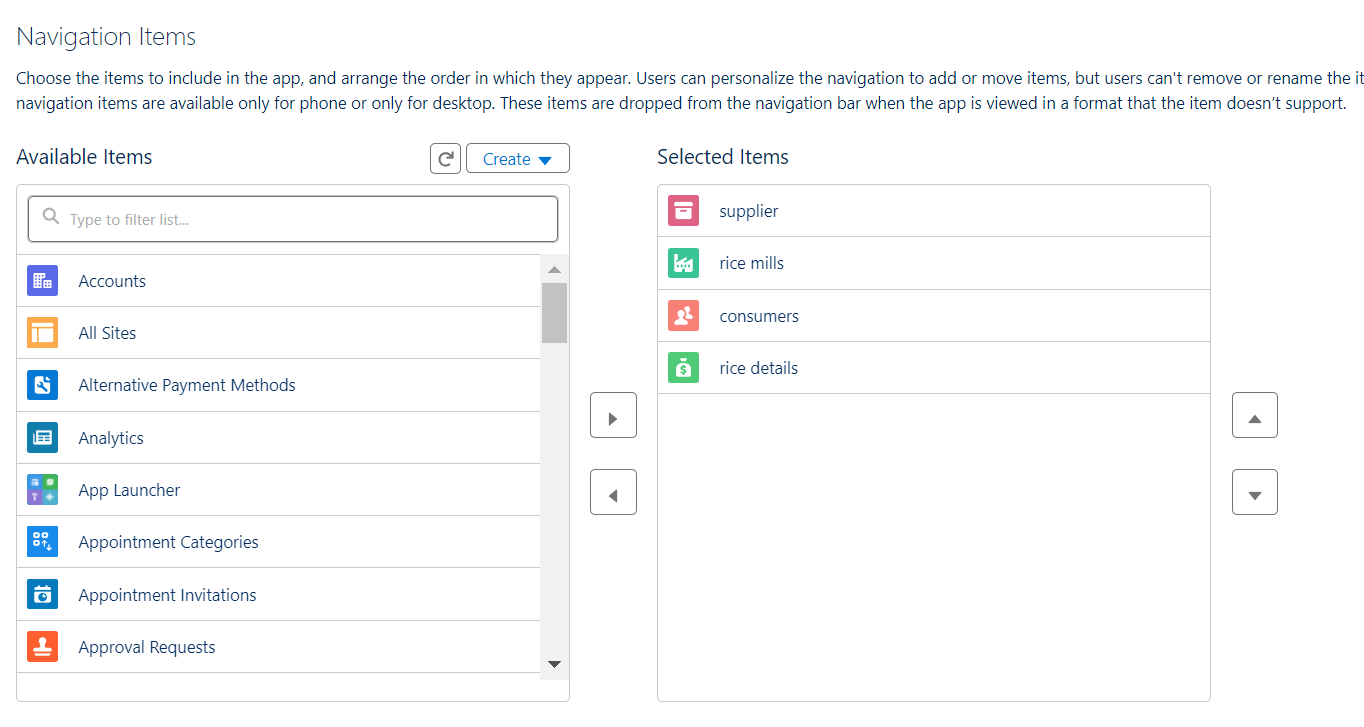 Navigation Items
Choose the items to include in the app, and arrange the order in which they appear. Users can personalize the navigation to add or move items, but users can't remove or rename the it
navigation items are available only for phone or only for desktop. These items are dropped from the navigation bar when the app is viewed in a format that the item doesn't support.
Available Items
Create
Type to filter list...
Accounts
All Sites
Alternative Payment Methods
Analytics
App Launcher
Appointment Categories
Appointment Invitations
Approval Requests
Selected Items
supplier
rice mills
consumers
rice details